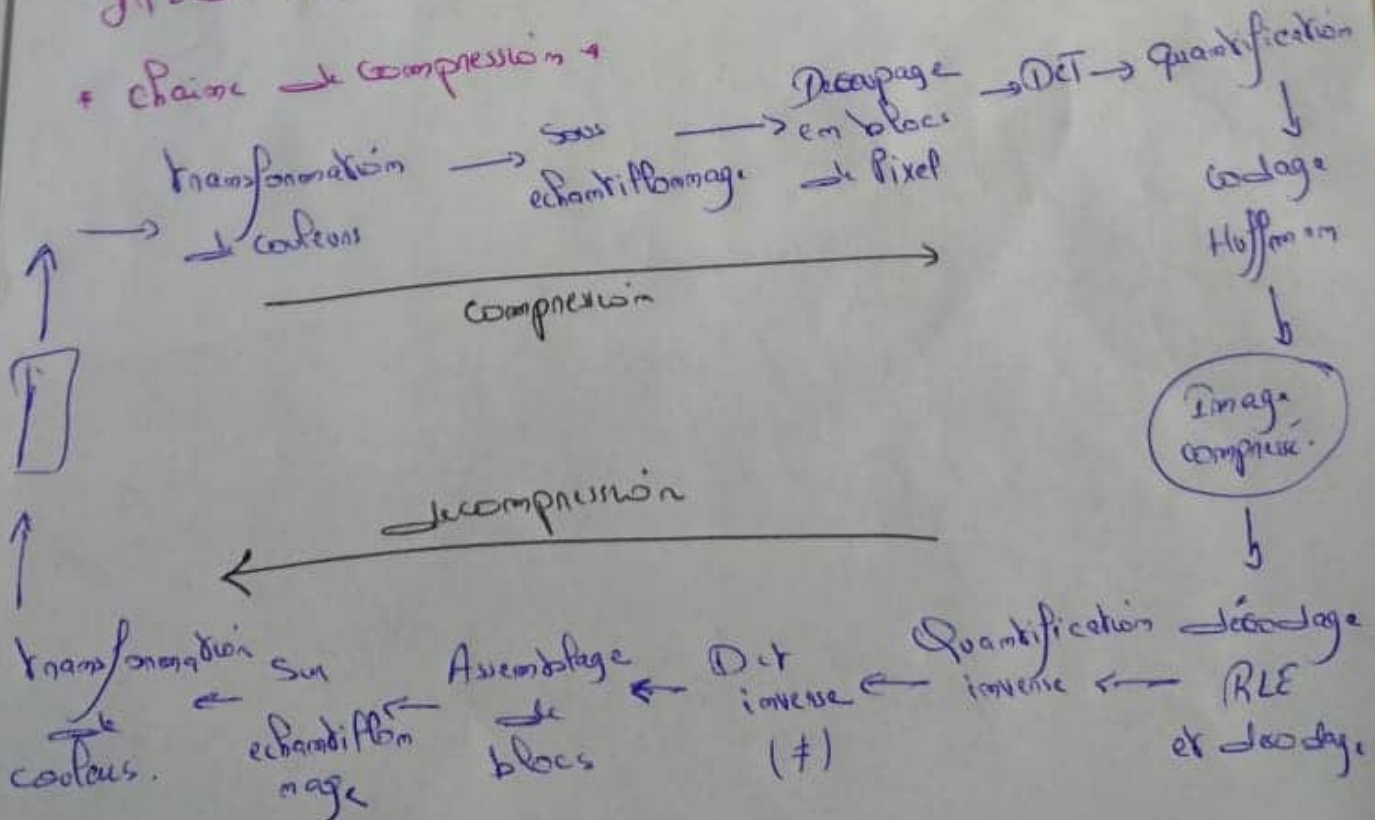 * chaine de compression *
transformation
de couleurs
sous
echantillonnage
Decoupage
en blocs
de Pixel
DCT → Quantification
codage
Huffman
compression
Image
compressé.
decompression
décodage
RLE
et decodage
Quantification
inverse
Dct
inverse
(≠)
Assemblage
de
blocs
Sur
echantillon
nage
transformation
de
couleurs.